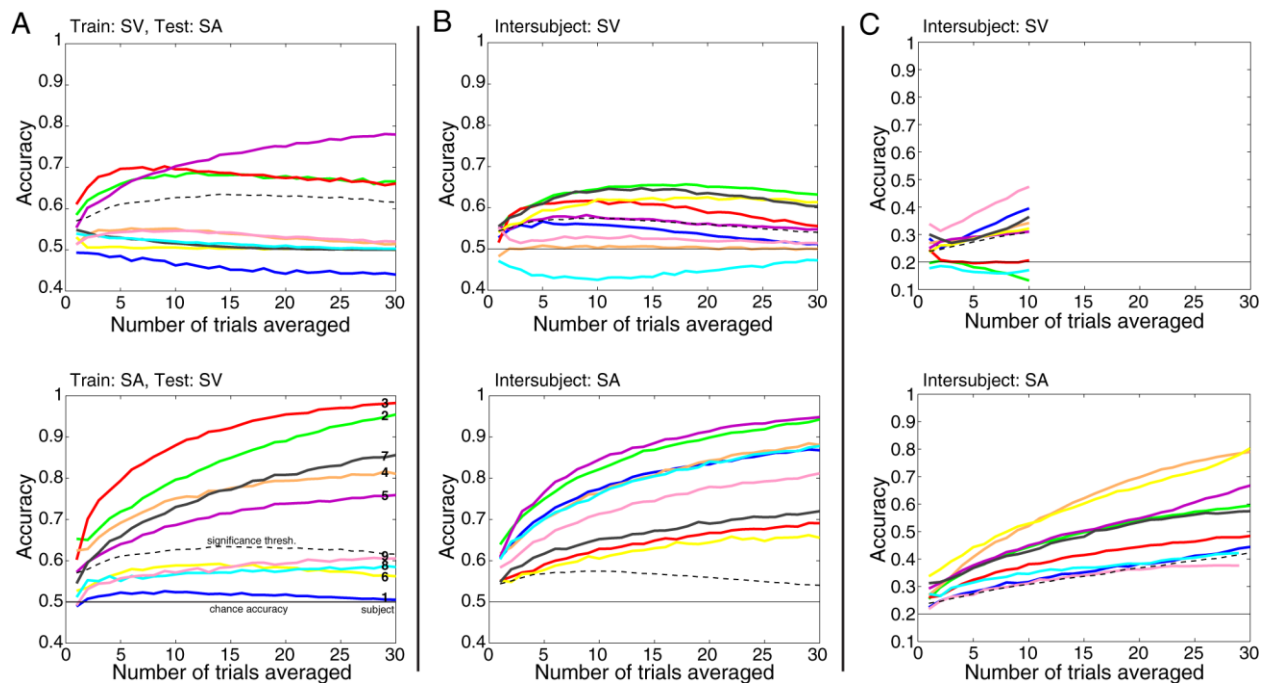 A
Train: SV, Test: SA
1
0.9
0.8
0.7
0.6
0.5
0.4
Accuracy
0 5 10 15 20 25 30
Number of trials averaged
Train: SA, Test: SV
1
0.9
0.8
0.7
0.6
0.5
0.4
Accuracy
3
2
7
4
5
significance thresh.
9
8
6
1
chance accuracy subject
0 5 10 15 20 25 30
Number of trials averaged
B
Intersubject: SV
1
0.9
0.8
0.7
0.6
0.5
0.4
Accuracy
0 5 10 15 20 25 30
Number of trials averaged
Intersubject: SA
1
0.9
0.8
0.7
0.6
0.5
0.4
Accuracy
0 5 10 15 20 25 30
Number of trials averaged
C
Intersubject: SV
1
0.9
0.8
0.7
0.6
0.5
0.4
0.3
0.2
0.1
Accuracy
0 5 10 15 20 25 30
Number of trials averaged
Intersubject: SA
1
0.9
0.8
0.7
0.6
0.5
0.4
0.3
0.2
0.1
Accuracy
0 5 10 15 20 25 30
Number of trials averaged